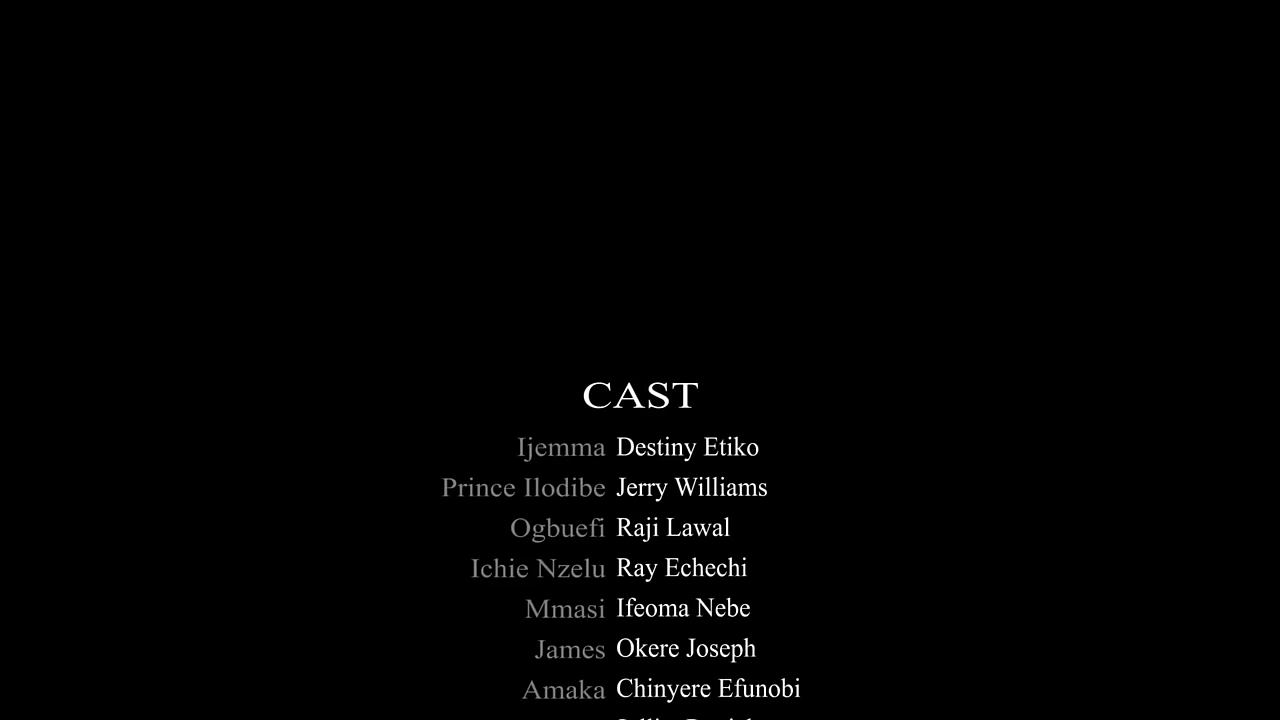 CAST
Ijemma Destiny Etiko
Prince Ilodibe Jerry Williams
Ogbuefi Raji Lawal
Ichie Nzelu Ray Echechi
Mmasi Ifeoma Nebe
James Okere Joseph
Amaka Chinyere Efunobi